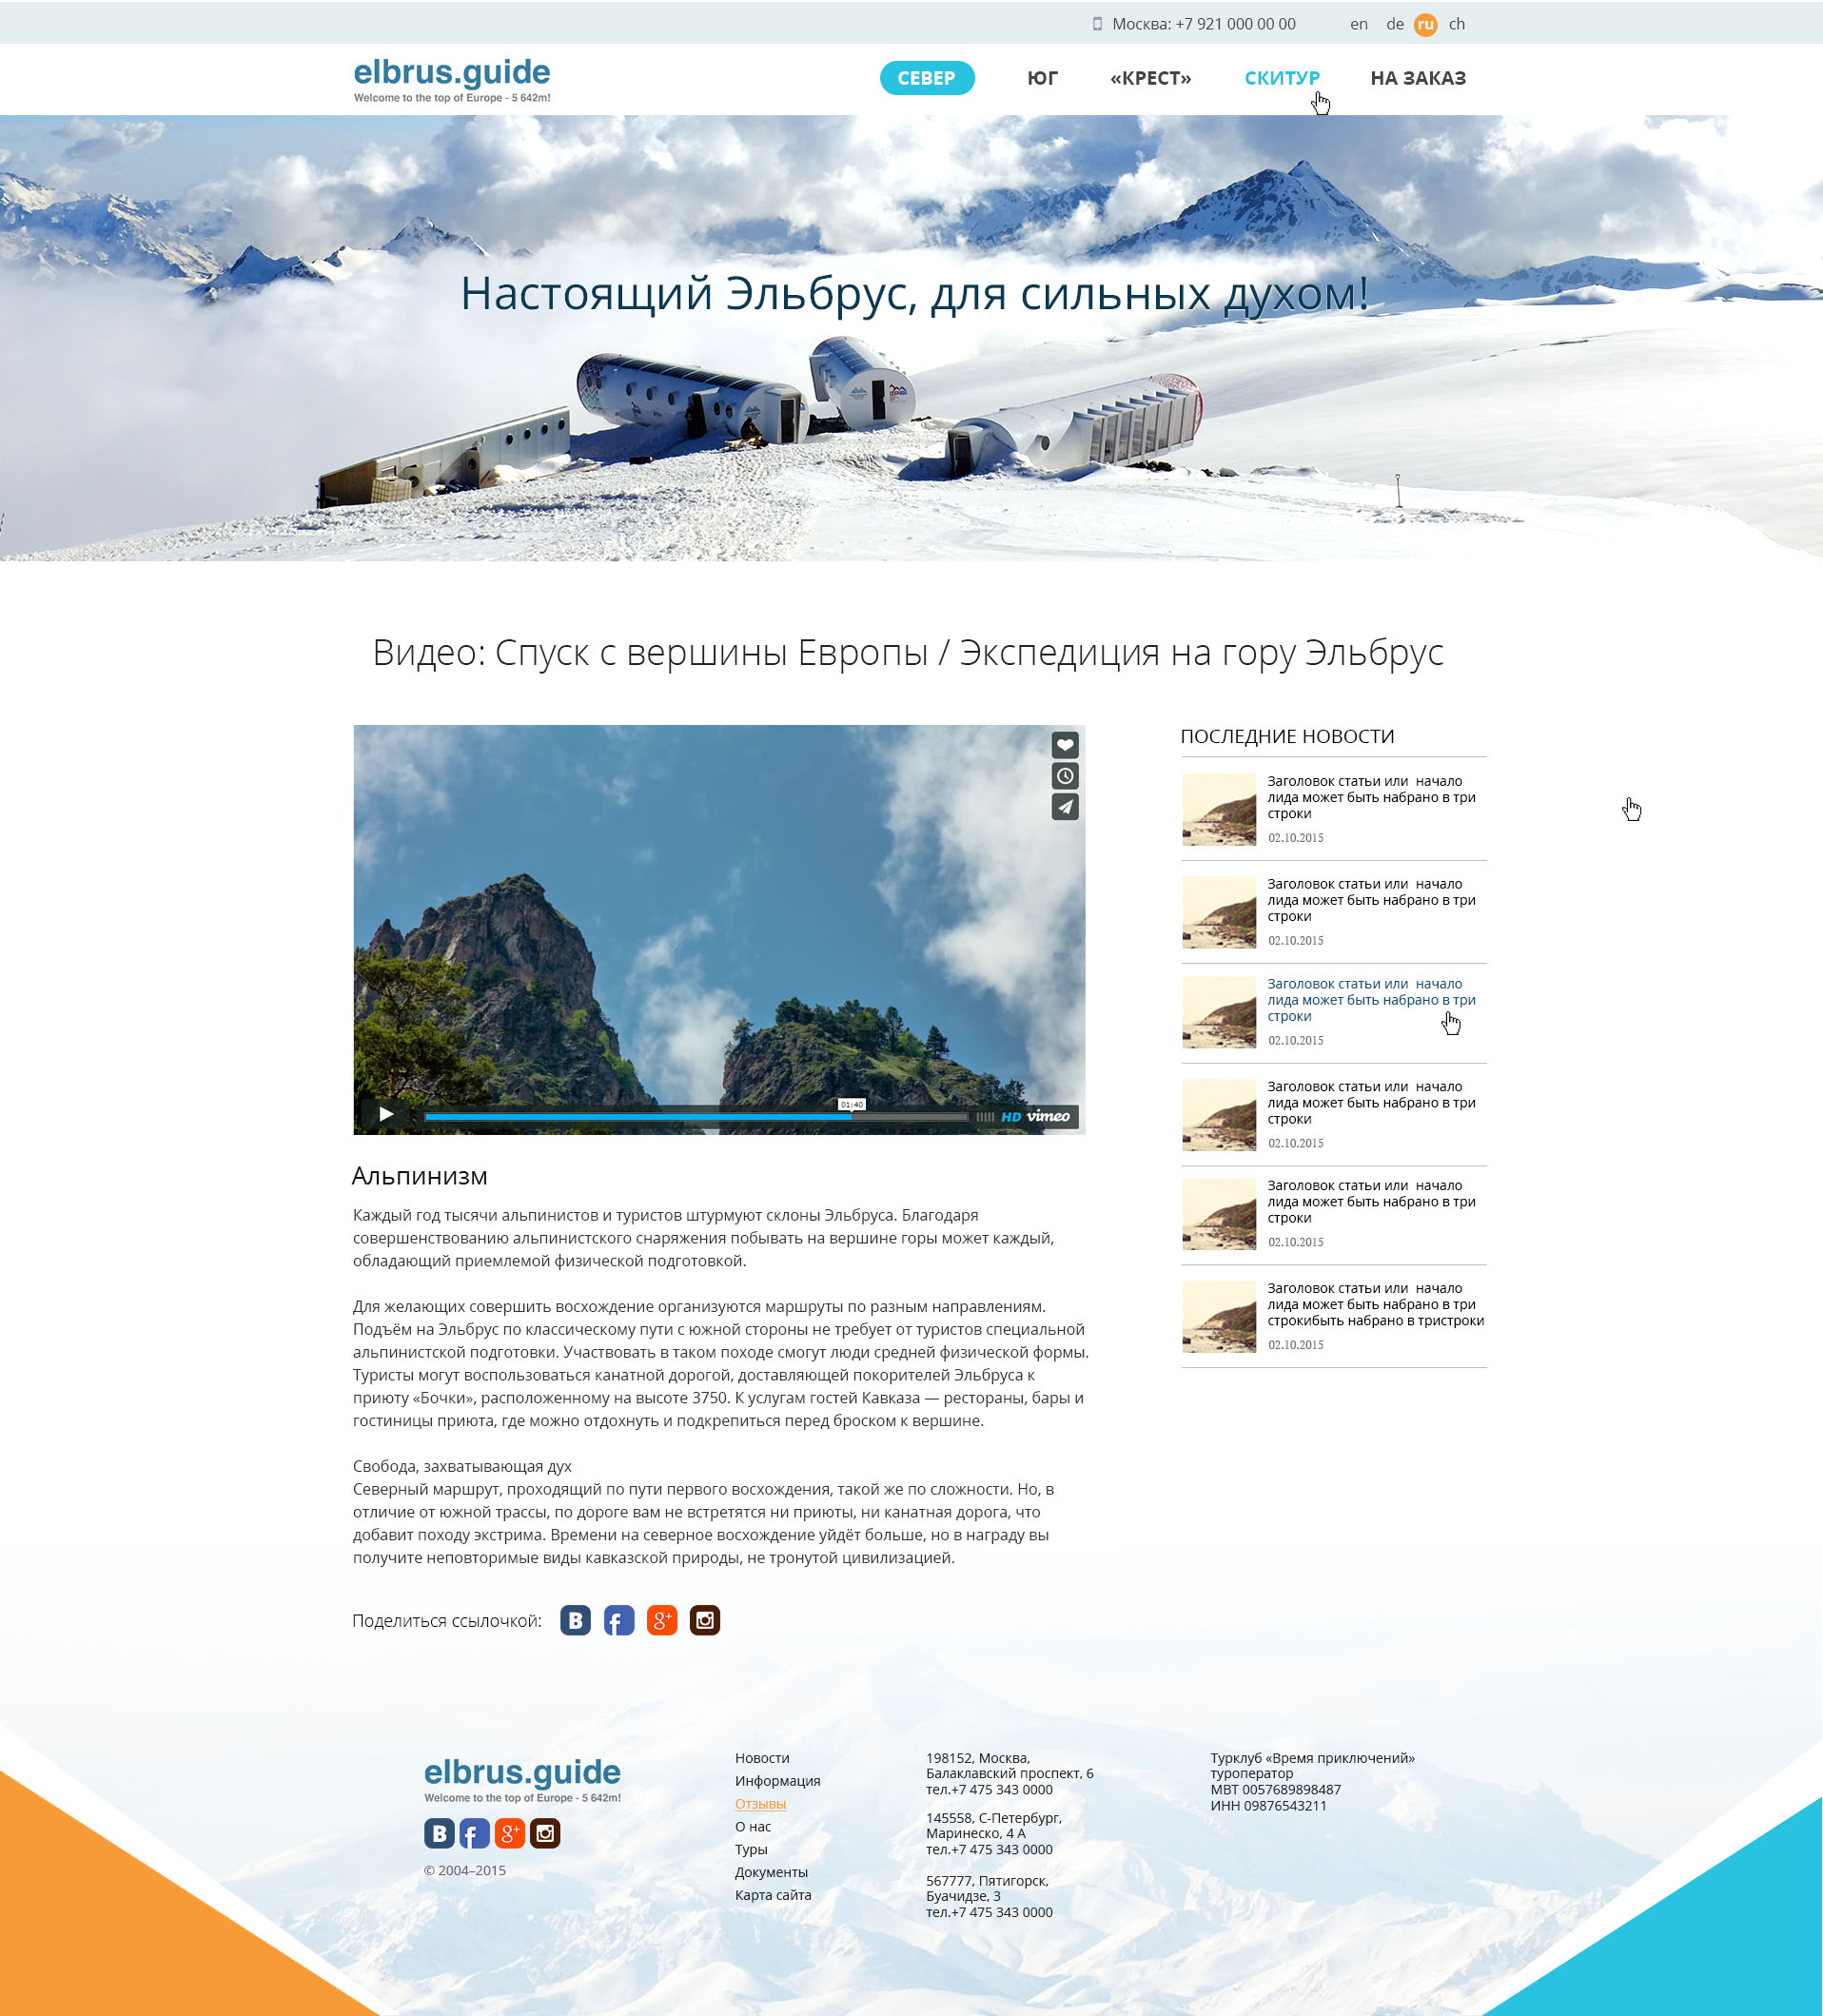 Москва: +7 921 000 00 00
en de ru ch
elbrus.guide
Welcome to the top of Europe - 5 642m!
СЕВЕР ЮГ «КРЕСТ» СКИТУР НА ЗАКАЗ
Настоящий Эльбрус, для сильных духом!
Видео: Спуск с вершины Европы / Экспедиция на гору Эльбрус
01:40
HD vimeo
Альпинизм
Каждый год тысячи альпинистов и туристов штурмуют склоны Эльбруса. Благодаря
совершенствованию альпинистского снаряжения побывать на вершине горы может каждый,
обладающий приемлемой физической подготовкой.
Для желающих совершить восхождение организуются маршруты по разным направлениям.
Подъём на Эльбрус по классическому пути с южной стороны не требует от туристов специальной
альпинистской подготовки. Участвовать в таком походе смогут люди средней физической формы.
Туристы могут воспользоваться канатной дорогой, доставляющей покорителей Эльбруса к
приюту «Бочки», расположенному на высоте 3750. К услугам гостей Кавказа — рестораны, бары и
гостиницы приюта, где можно отдохнуть и подкрепиться перед броском к вершине.
Свобода, захватывающая дух
Северный маршрут, проходящий по пути первого восхождения, такой же по сложности. Но, в
отличие от южной трассы, по дороге вам не встретятся ни приюты, ни канатная дорога, что
добавит походу экстрима. Времени на северное восхождение уйдёт больше, но в награду вы
получите неповторимые виды кавказской природы, не тронутой цивилизацией.
Поделиться ссылочкой:
ПОСЛЕДНИЕ НОВОСТИ
Заголовок статьи или начало
лида может быть набрано в три
строки
02.10.2015
Заголовок статьи или начало
лида может быть набрано в три
строки
02.10.2015
Заголовок статьи или начало
лида может быть набрано в три
строки
02.10.2015
Заголовок статьи или начало
лида может быть набрано в три
строки
02.10.2015
Заголовок статьи или начало
лида может быть набрано в три
строки
02.10.2015
Заголовок статьи или начало
лида может быть набрано в три
строкибыть набрано в тристроки
02.10.2015
elbrus.guide
Welcome to the top of Europe - 5 642m!
© 2004–2015
Новости
Информация
Отзывы
О нас
Туры
Документы
Карта сайта
198152, Москва,
Балаклавский проспект, 6
тел.+7 475 343 0000
145558, С-Петербург,
Маринеско, 4 А
тел.+7 475 343 0000
567777, Пятигорск,
Буачидзе, 3
тел.+7 475 343 0000
Турклуб «Время приключений»
туроператор
МВТ 0057689898487
ИНН 09876543211